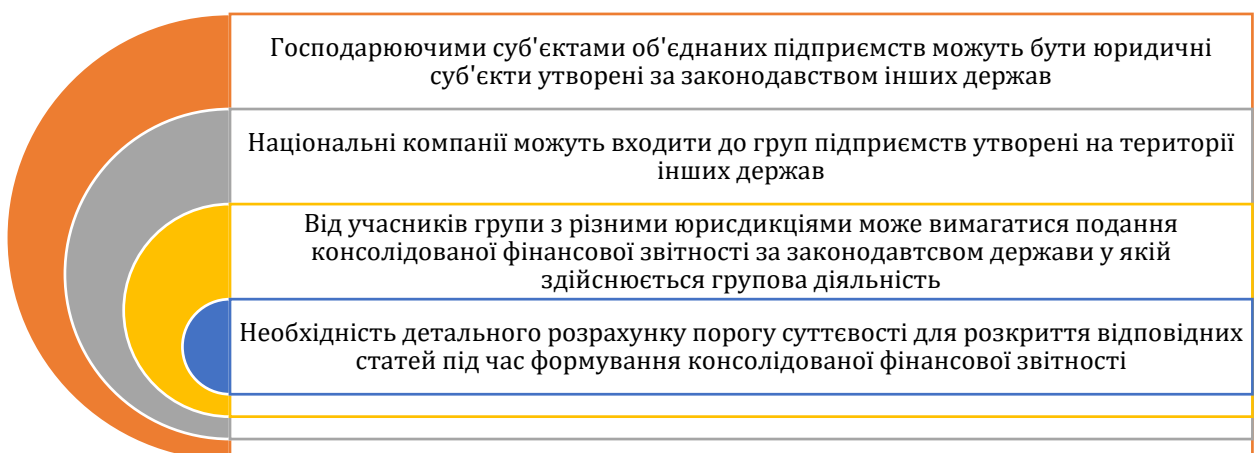 Господарюючими суб'єктами об'єднаних підприємств можуть бути юридичні
суб'єкти утворені за законодавством інших держав
Національні компанії можуть входити до груп підприємств утворені на території
інших держав
Від учасників групи з різними юрисдикціями може вимагатися подання
консолідованої фінансової звітності за законодавтсвом держави у якій
здійснюється групова діяльність
Необхідність детального розрахунку порогу суттєвості для розкриття відповідних
статей під час формування консолідованої фінансової звітності